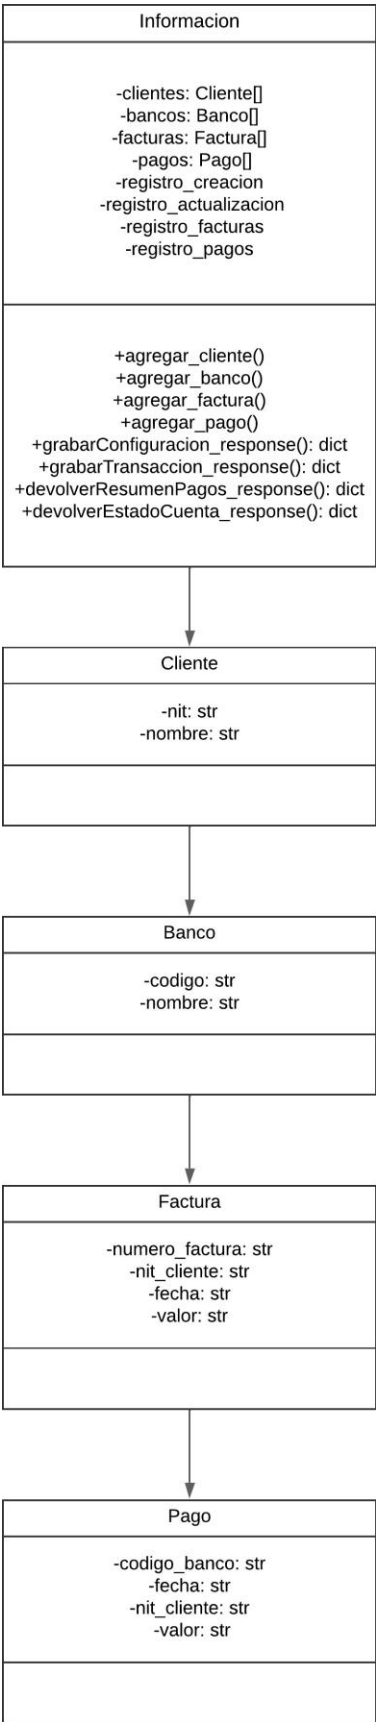 Informacion
-clientes: Cliente[]
-bancos: Banco[]
-facturas: Factura[]
-pagos: Pago[]
-registro_creacion
-registro_actualizacion
-registro_facturas
-registro_pagos
+agregar_cliente()
+agregar_banco()
+agregar_factura()
+agregar_pago()
+grabarConfiguracion_response(): dict
+grabarTransaccion_response(): dict
+devolverResumenPagos_response(): dict
+devolverEstadoCuenta_response(): dict
Cliente
-nit: str
-nombre: str
Banco
-codigo: str
-nombre: str
Factura
-numero_factura: str
-nit_cliente: str
-fecha: str
-valor: str
Pago
-codigo_banco: str
-fecha: str
-nit_cliente: str
-valor: str